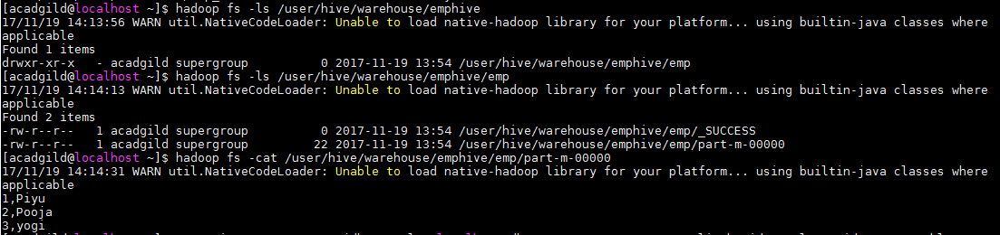 [acadgild@localhost ~]$ hadoop fs -ls /user/hive/warehouse/emphive
17/11/19 14:13:56 WARN util.NativeCodeLoader: Unable to load native-hadoop library for your platform... using builtin-java classes where
applicable
Found 1 items
drwxr-xr-x   - acadgild supergroup          0 2017-11-19 13:54 /user/hive/warehouse/emphive/emp
[acadgild@localhost ~]$ hadoop fs -ls /user/hive/warehouse/emphive/emp
17/11/19 14:14:13 WARN util.NativeCodeLoader: Unable to load native-hadoop library for your platform... using builtin-java classes where
applicable
Found 2 items
-rw-r--r--   1 acadgild supergroup          0 2017-11-19 13:54 /user/hive/warehouse/emphive/emp/_SUCCESS
-rw-r--r--   1 acadgild supergroup         22 2017-11-19 13:54 /user/hive/warehouse/emphive/emp/part-m-00000
[acadgild@localhost ~]$ hadoop fs -cat /user/hive/warehouse/emphive/emp/part-m-00000
17/11/19 14:14:31 WARN util.NativeCodeLoader: Unable to load native-hadoop library for your platform... using builtin-java classes where
applicable
1,Piyu
2,Pooja
3,yogi